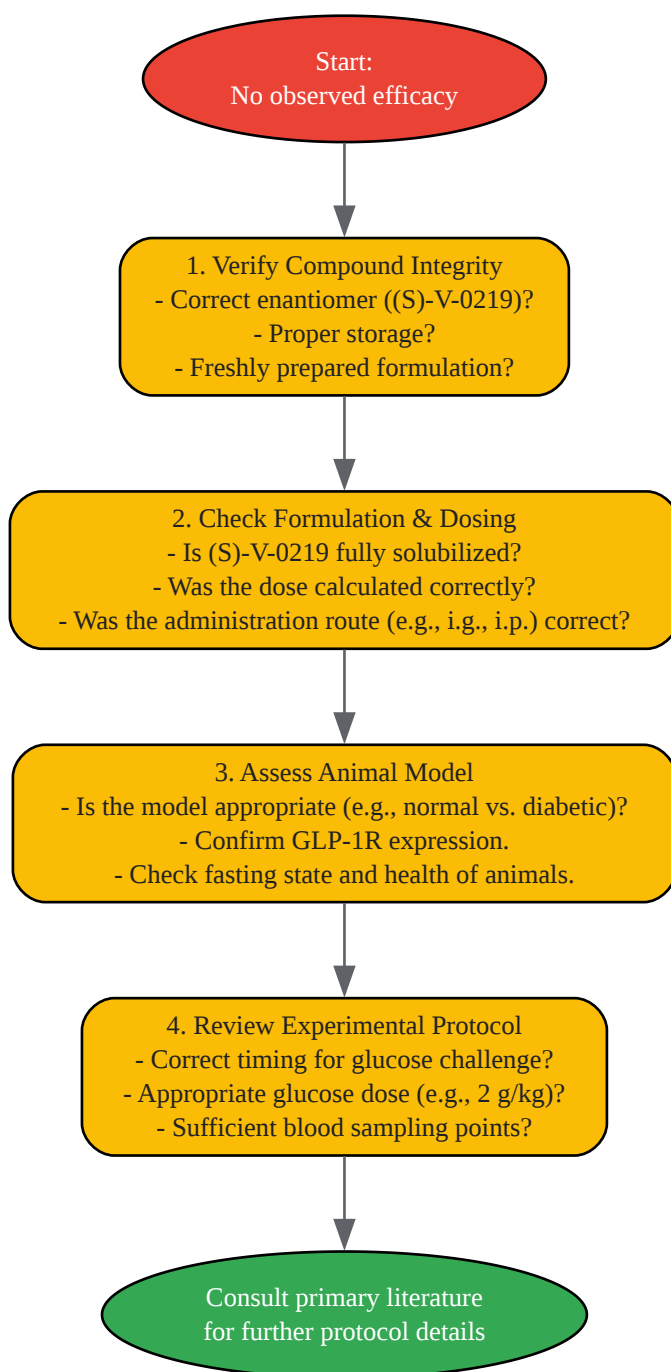 Start:
No observed efficacy
1. Verify Compound Integrity
- Correct enantiomer ((S)-V-0219)?
- Proper storage?
- Freshly prepared formulation?
2. Check Formulation & Dosing
- Is (S)-V-0219 fully solubilized?
- Was the dose calculated correctly?
- Was the administration route (e.g., i.g., i.p.) correct?
3. Assess Animal Model
- Is the model appropriate (e.g., normal vs. diabetic)?
- Confirm GLP-1R expression.
- Check fasting state and health of animals.
4. Review Experimental Protocol
- Correct timing for glucose challenge?
- Appropriate glucose dose (e.g., 2 g/kg)?
- Sufficient blood sampling points?
Consult primary literature
for further protocol details